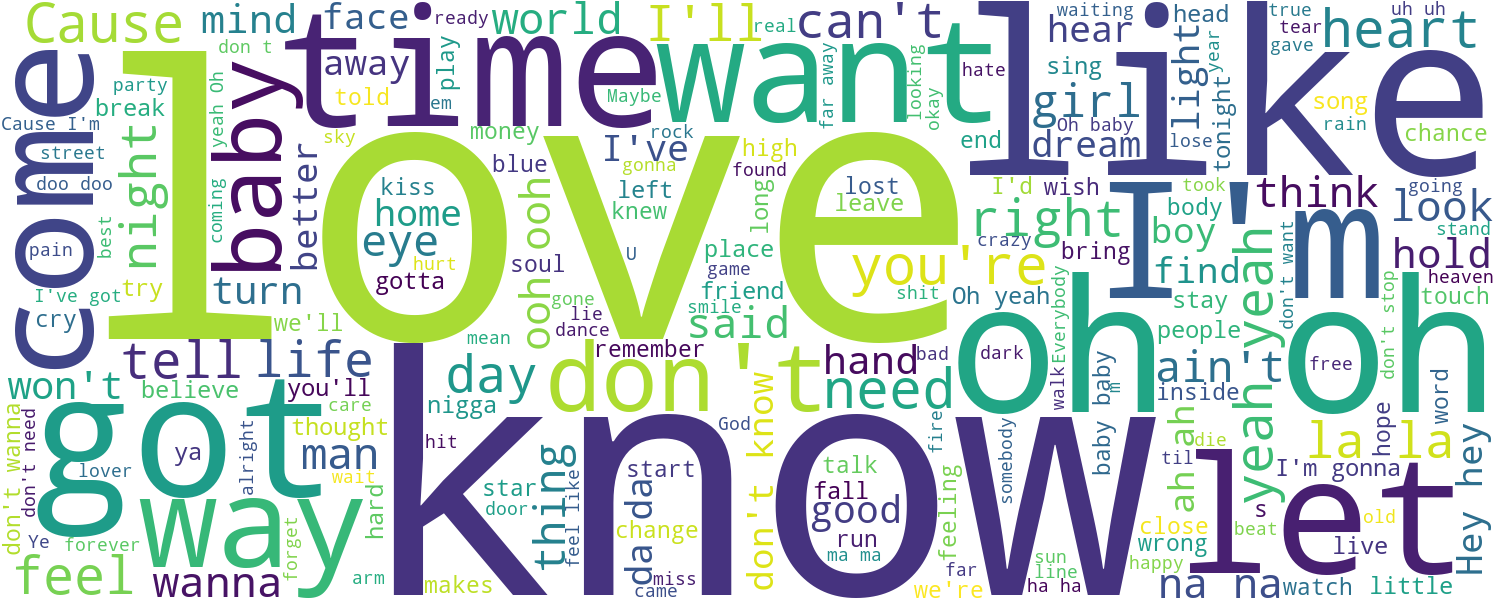 Cause
mind
face
ready
world
I'll
real
can't
waiting
head
true
tear
gave
uh uh
heart
like
time
want
love
know
come
baby
don t
party
break
Cause I'm
street
doo doo
night
yeah Oh
coming
best
pain
I've got
try
cry
turn
better
away
told
sky
em
play
money
Maybe
rock
I've
gonna
blue
far away
looking
okay
hate
high
found
end
hear
sing
girl
Oh baby
dream
light
lose
year
tonight
song
rain
chance
kiss
home
eye
hurt
gotta
left
knew
lost
leave
long
U
place
game
friend
smile
soul
ooh ooh
gone
lie
dance
mean
said
I'd
wish
right
crazy
bring
took
body
boy
find
think
going
look
stand
hold
heaven
touch
I'm
you're
shit
Oh yeah
stay
people
don't want
don't stop
yeah yeah
we'll
tell
life
won't
believe
you'll
care
day
nigga
remember
don't
hand
bad
need
oh oh
dark
walk
Everybody
baby baby
m
ain't
inside
free
word
hope
got
don't wanna
don't need
lover
ya
alright
thought
man
wait
hit
way
Ye
forever
feel
wanna
forget
hard
arm
makes
star
door
thing
feel like
da da
start
change
miss
came
God
don't know
talk
fall
good
run
ma ma
fire
feeling
somebody
far
we're
sun
line
ha ha
til
ah ah
die
close
wrong
happy
na na
let
s
beat
I'm gonna
la la
old
live
watch
little
Hey hey